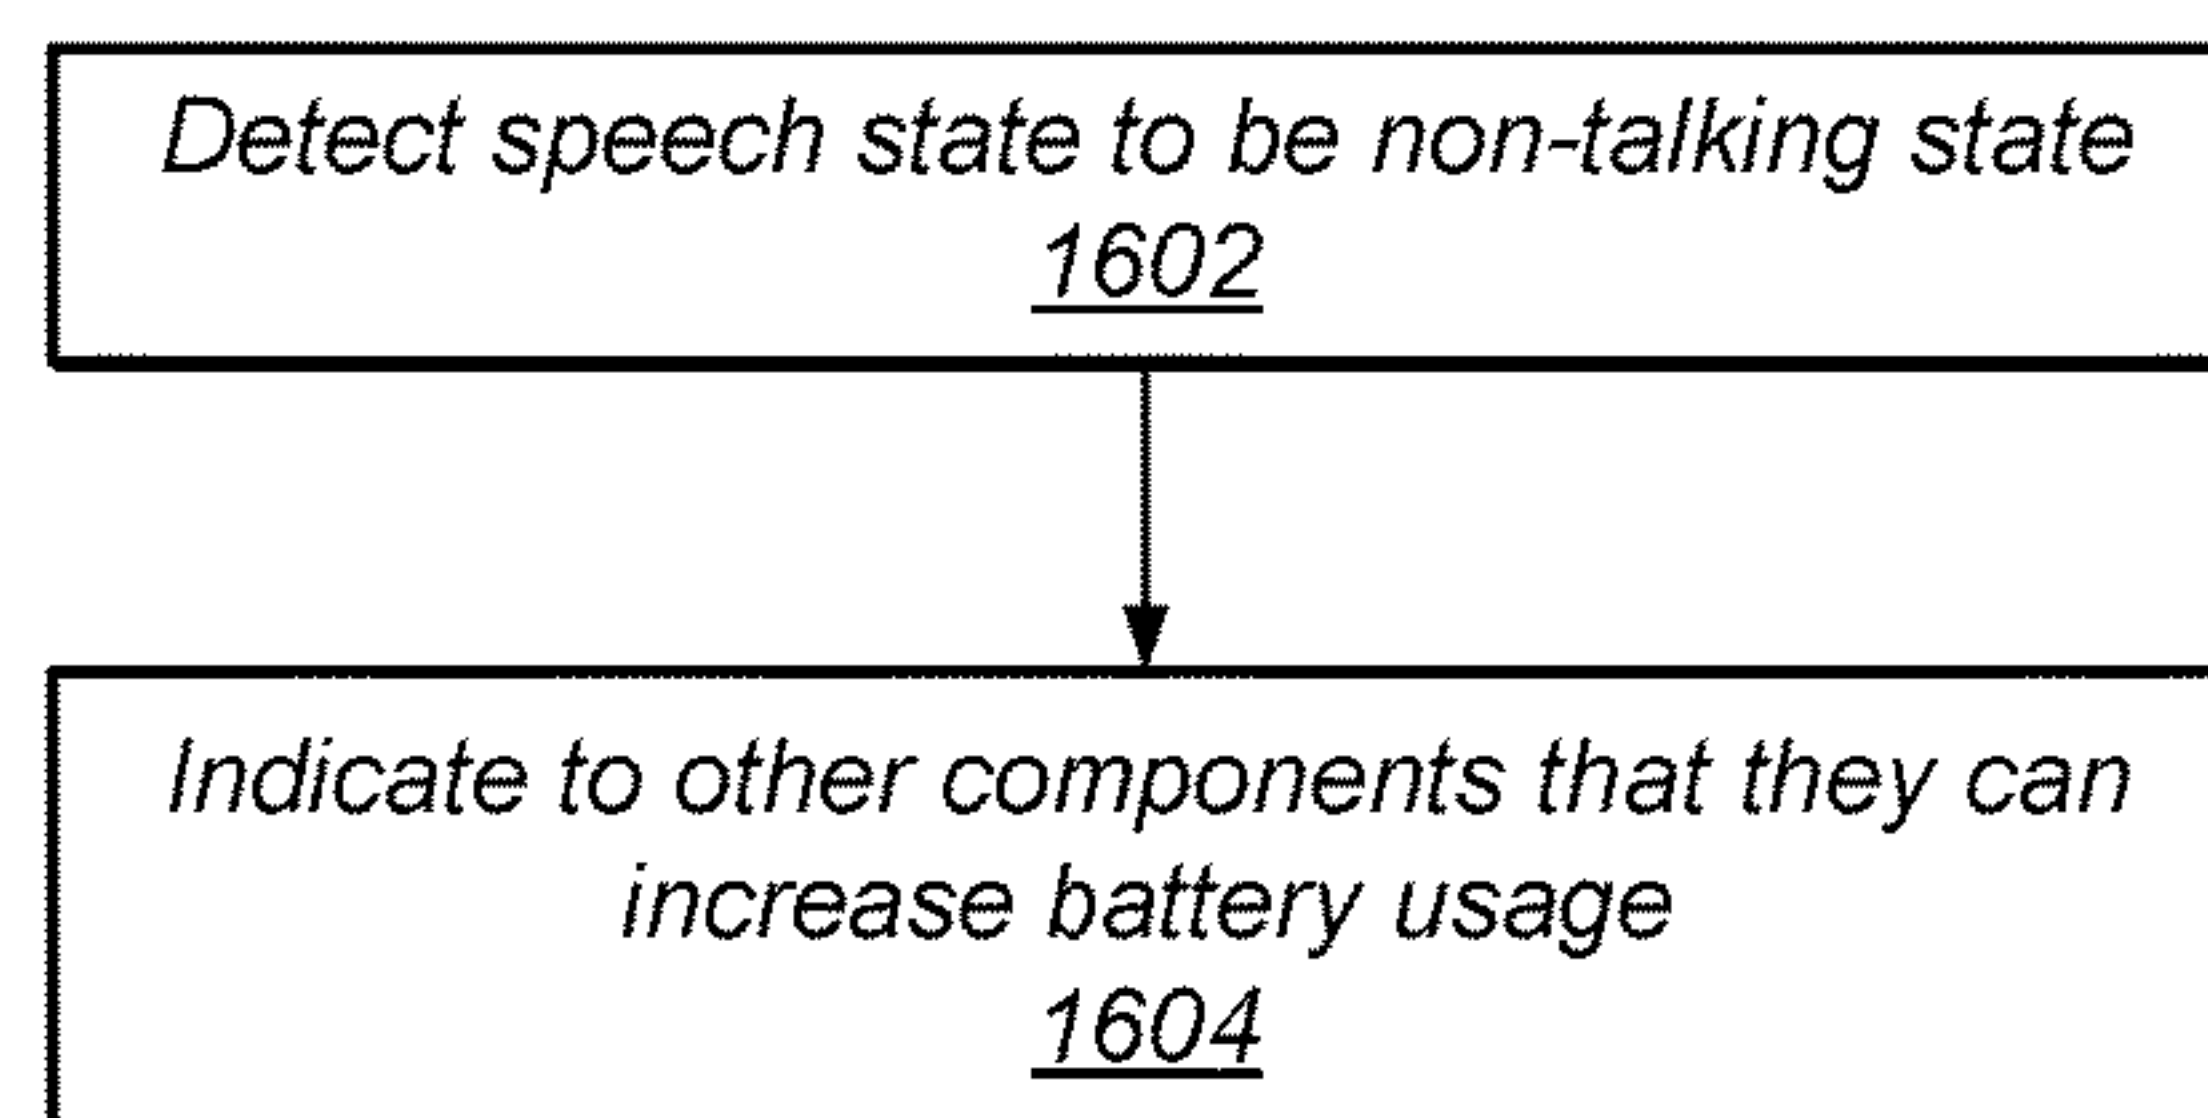 Detect speech state to be non-talking state
1602
Indicate to other components that they can
increase battery usage
1604